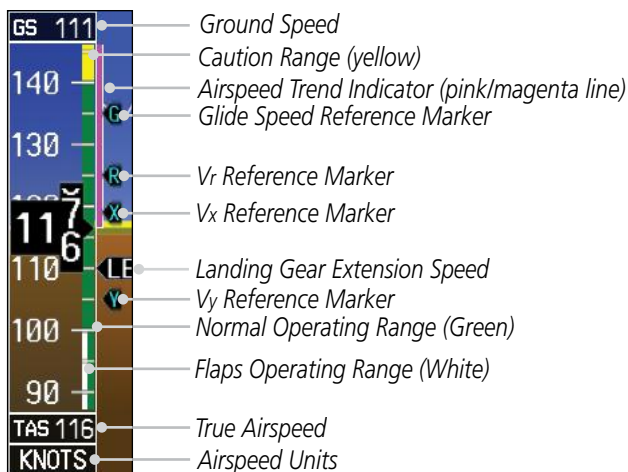 GS 111
Ground Speed
Caution Range (yellow)
140
Airspeed Trend Indicator (pink/magenta line)
G
Glide Speed Reference Marker
130
R
Vr Reference Marker
X
Vx Reference Marker
11
7
6
110
LE
Landing Gear Extension Speed
Y
Vy Reference Marker
100
Normal Operating Range (Green)
Flaps Operating Range (White)
90
TAS 116
True Airspeed
KNOTS
Airspeed Units